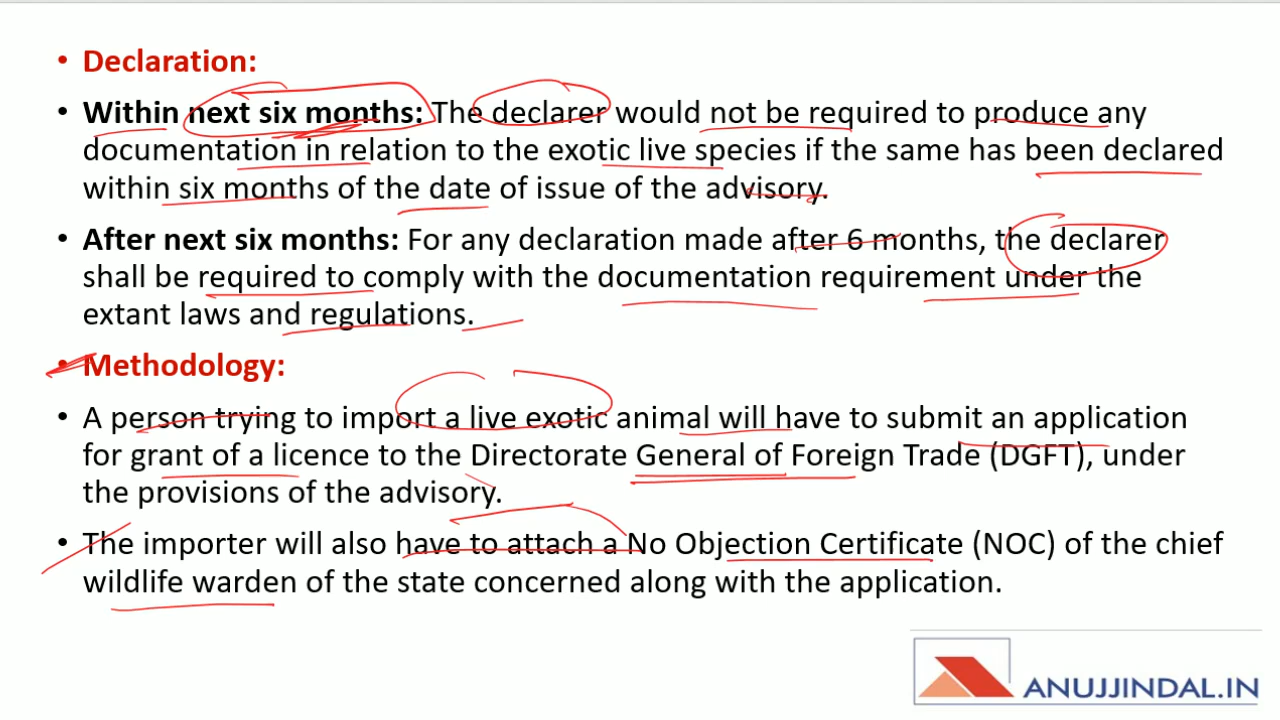 • Declaration:
• Within next six months: The declarer would not be required to produce any
documentation in relation to the exotic live species if the same has been declared
within six months of the date of issue of the advisory.
• After next six months: For any declaration made after 6 months, the declarer
shall be required to comply with the documentation requirement under the
extant laws and regulations.
• Methodology:
• A person trying to import a live exotic animal will have to submit an application
for grant of a licence to the Directorate General of Foreign Trade (DGFT), under
the provisions of the advisory.
• The importer will also have to attach a No Objection Certificate (NOC) of the chief
wildlife warden of the state concerned along with the application.
ANUJJINDAL.IN